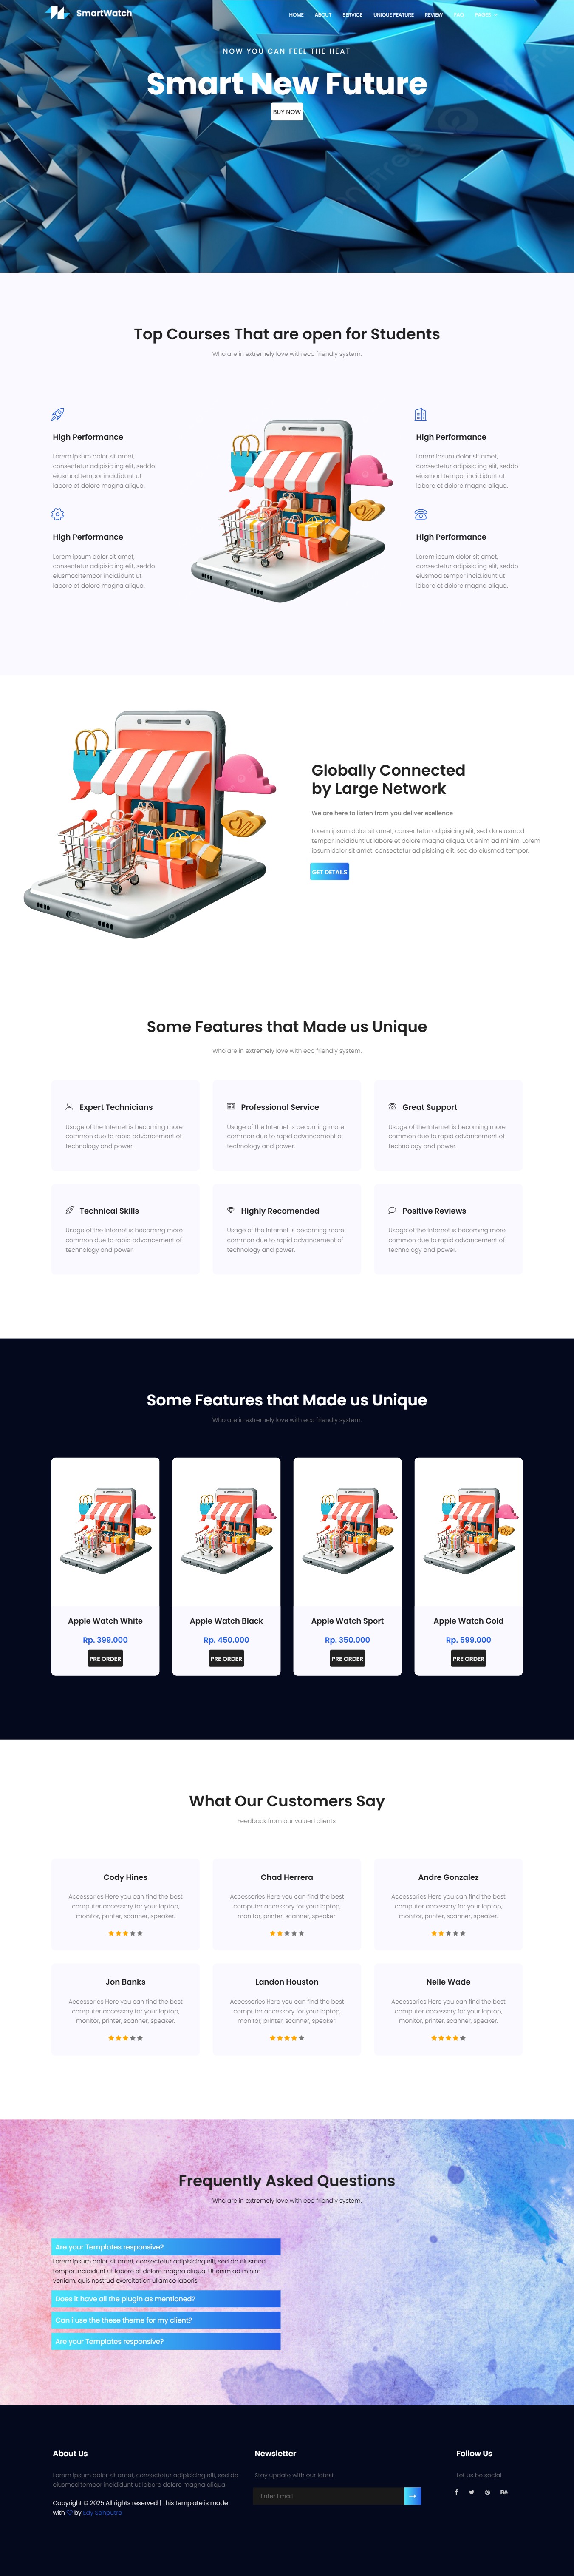 SmartWatch
HOME ABOUT SERVICE UNIQUE FEATURE REVIEW FAQ PAGES
NOW YOU CAN FEEL THE HEAT
Smart New Future
BUY NOW
Top Courses That are open for Students
Who are in extremely love with eco friendly system.
High Performance
Lorem ipsum dolor sit amet,
consectetur adipisic ing elit, seddo
eiusmod tempor incid.idunt ut
labore et dolore magna aliqua.
High Performance
Lorem ipsum dolor sit amet,
consectetur adipisic ing elit, seddo
eiusmod tempor incid.idunt ut
labore et dolore magna aliqua.
High Performance
Lorem ipsum dolor sit amet,
consectetur adipisic ing elit, seddo
eiusmod tempor incid.idunt ut
labore et dolore magna aliqua.
High Performance
Lorem ipsum dolor sit amet,
consectetur adipisic ing elit, seddo
eiusmod tempor incid.idunt ut
labore et dolore magna aliqua.
Globally Connected
by Large Network
We are here to listen from you deliver exellence
Lorem ipsum dolor sit amet, consectetur adipisicing elit, sed do eiusmod
tempor incididunt ut labore et dolore magna aliqua. Ut enim ad minim. Lorem
ipsum dolor sit amet, consectetur adipisicing elit, sed do eiusmod tempor.
GET DETAILS
Some Features that Made us Unique
Who are in extremely love with eco friendly system.
Expert Technicians
Usage of the Internet is becoming more
common due to rapid advancement of
technology and power.
Professional Service
Usage of the Internet is becoming more
common due to rapid advancement of
technology and power.
Great Support
Usage of the Internet is becoming more
common due to rapid advancement of
technology and power.
Technical Skills
Usage of the Internet is becoming more
common due to rapid advancement of
technology and power.
Highly Recomended
Usage of the Internet is becoming more
common due to rapid advancement of
technology and power.
Positive Reviews
Usage of the Internet is becoming more
common due to rapid advancement of
technology and power.
Some Features that Made us Unique
Who are in extremely love with eco friendly system.
Apple Watch White
Rp. 399.000
PRE ORDER
Apple Watch Black
Rp. 450.000
PRE ORDER
Apple Watch Sport
Rp. 350.000
PRE ORDER
Apple Watch Gold
Rp. 599.000
PRE ORDER
What Our Customers Say
Feedback from our valued clients.
Cody Hines
Accessories Here you can find the best
computer accessory for your laptop,
monitor, printer, scanner, speaker.
Chad Herrera
Accessories Here you can find the best
computer accessory for your laptop,
monitor, printer, scanner, speaker.
Andre Gonzalez
Accessories Here you can find the best
computer accessory for your laptop,
monitor, printer, scanner, speaker.
Jon Banks
Accessories Here you can find the best
computer accessory for your laptop,
monitor, printer, scanner, speaker.
Landon Houston
Accessories Here you can find the best
computer accessory for your laptop,
monitor, printer, scanner, speaker.
Nelle Wade
Accessories Here you can find the best
computer accessory for your laptop,
monitor, printer, scanner, speaker.
Frequently Asked Questions
Who are in extremely love with eco friendly system.
Are your Templates responsive?
Lorem ipsum dolor sit amet, consectetur adipisicing elit, sed do eiusmod
tempor incididunt ut labore et dolore magna aliqua. Ut enim ad minim
veniam, quis nostrud exercitation ullamco laboris.
Does it have all the plugin as mentioned?
Can i use the these theme for my client?
Are your Templates responsive?
About Us
Lorem ipsum dolor sit amet, consectetur adipisicing elit, sed do
eiusmod tempor incididunt ut labore et dolore magna aliqua.
Copyright © 2025 All rights reserved | This template is made
with ♡ by Edy Sahputra
Newsletter
Stay update with our latest
Enter Email
Follow Us
Let us be social